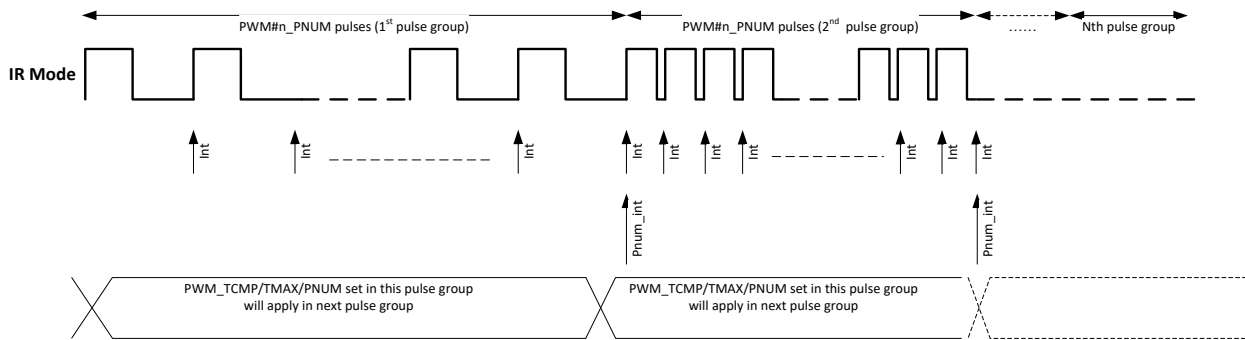 PWM#n_PNUM pulses (1st pulse group)
PWM#n_PNUM pulses (2nd pulse group)
......
Nth pulse group
IR Mode
Int
Int
Int
Int
Int
Int
Int
Int
Int
Int
Pnum_int
Pnum_int
PWM_TCMP/TMAX/PNUM set in this pulse group
will apply in next pulse group
PWM_TCMP/TMAX/PNUM set in this pulse group
will apply in next pulse group